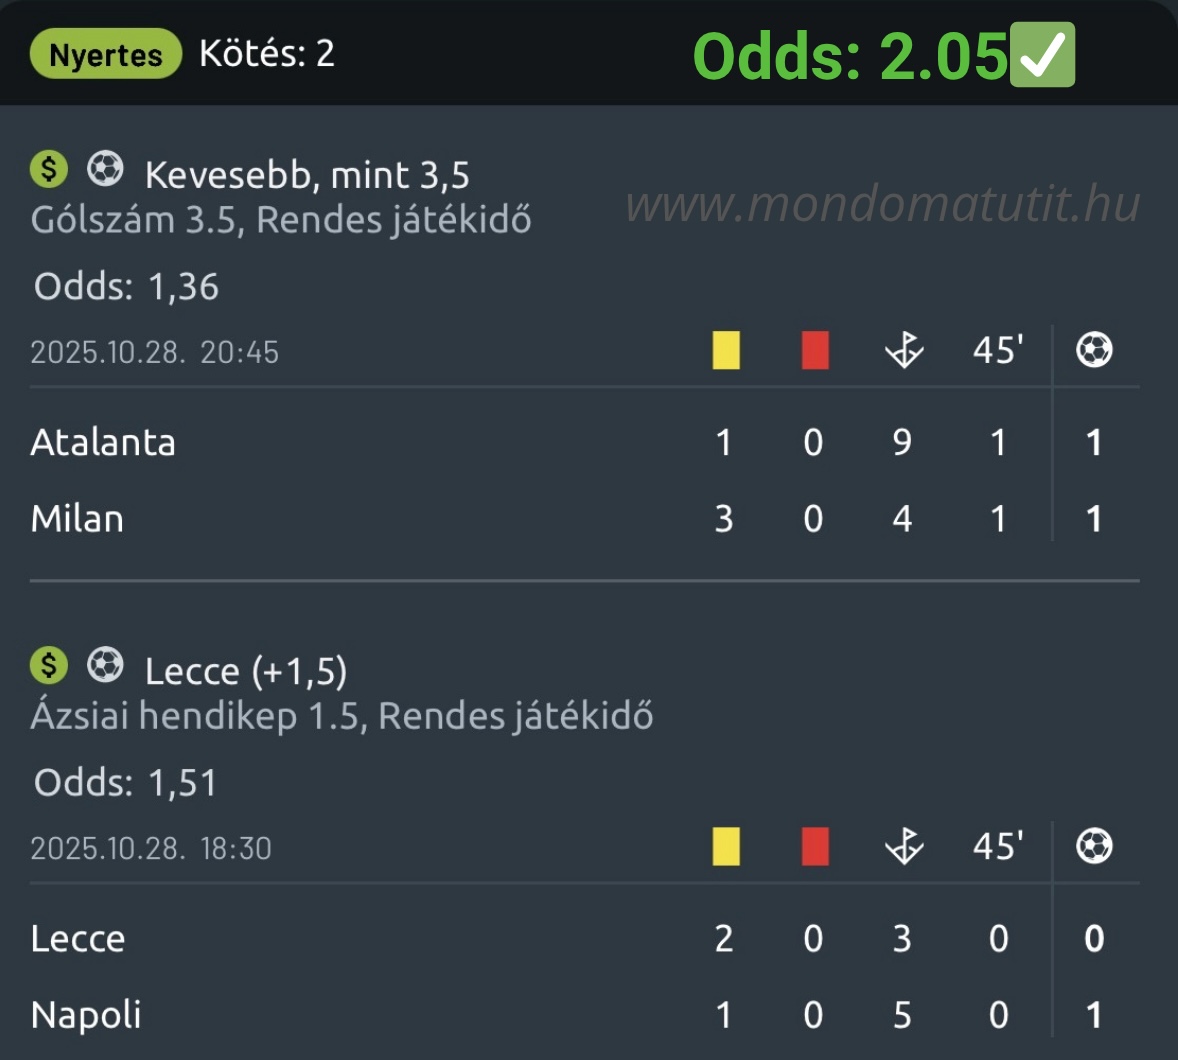 Nyertes Kötés: 2 Odds: 2.05✅
$ Kevesebb, mint 3,5
www.mondomatutit.hu
Gólszám 3.5, Rendes játékidő
Odds: 1,36
2025.10.28. 20:45 45'
Atalanta 1 0 9 1 1
Milan 3 0 4 1 1
$ Lecce (+1,5)
Ázsiai hendikep 1.5, Rendes játékidő
Odds: 1,51
2025.10.28. 18:30 45'
Lecce 2 0 3 0 0
Napoli 1 0 5 0 1